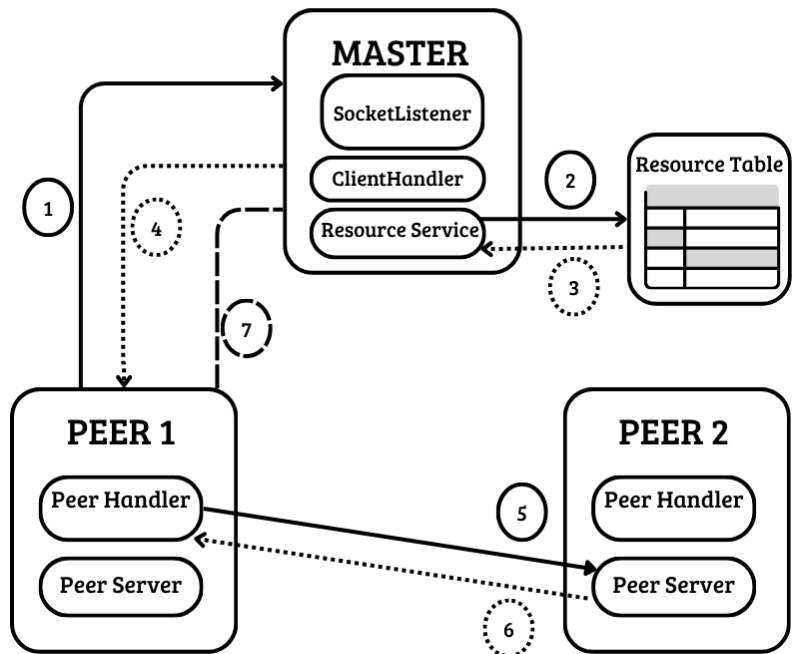 MASTER
SocketListener
ClientHandler
Resource Service
Resource Table
1
2
3
4
7
PEER 1
Peer Handler
Peer Server
5
6
PEER 2
Peer Handler
Peer Server